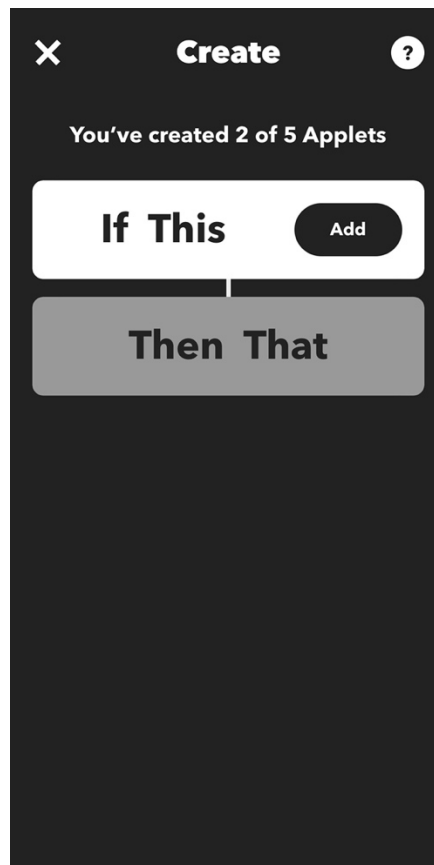 Create
?
You've created 2 of 5 Applets
If This
Add
Then That